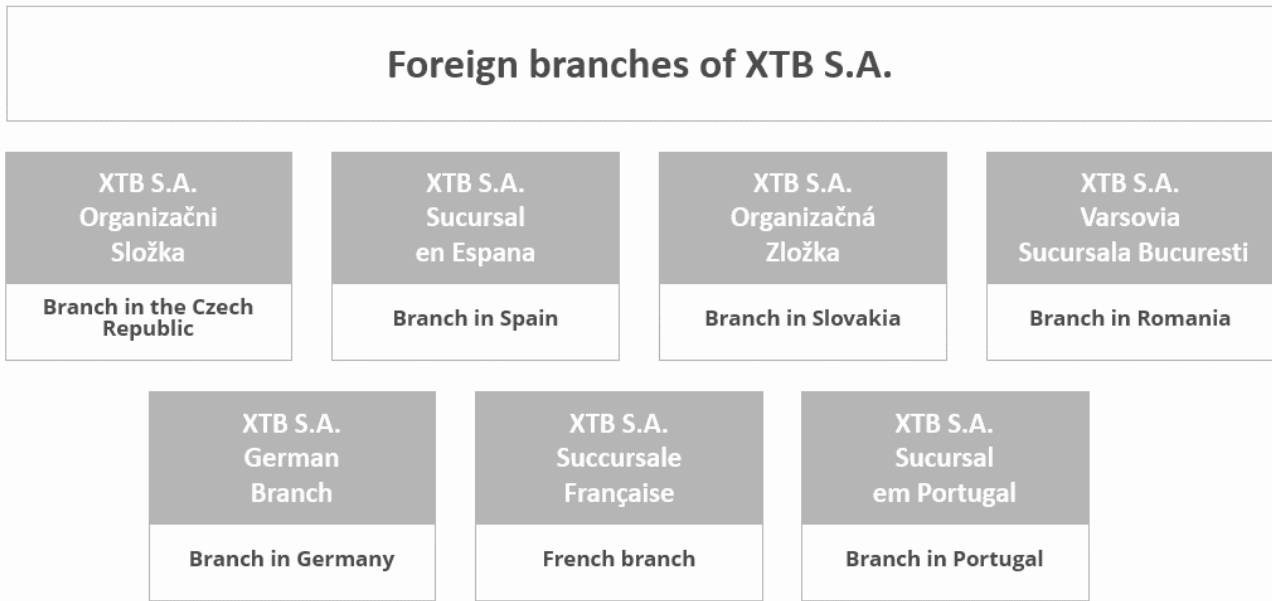 Foreign branches of XTB S.A.
XTB S.A.
Organizačni
Složka
Branch in the Czech
Republic
XTB S.A.
Sucursal
en Espana
Branch in Spain
XTB S.A.
Organizačná
Zložka
Branch in Slovakia
XTB S.A.
Varsovia
Sucursala Bucuresti
Branch in Romania
XTB S.A.
German
Branch
Branch in Germany
XTB S.A.
Succursale
Française
French branch
XTB S.A.
Sucursal
em Portugal
Branch in Portugal